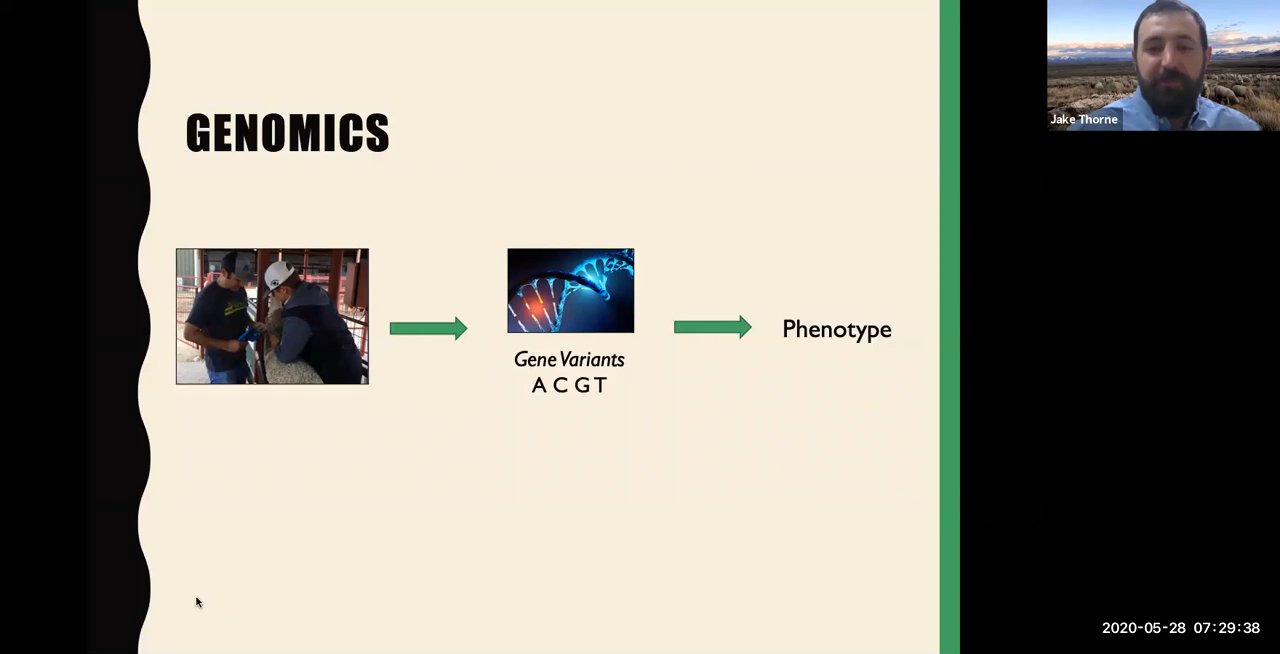 GENOMICS
Gene Variants
A C G T
Phenotype
Jake Thorne
2020-05-28 07:29:38